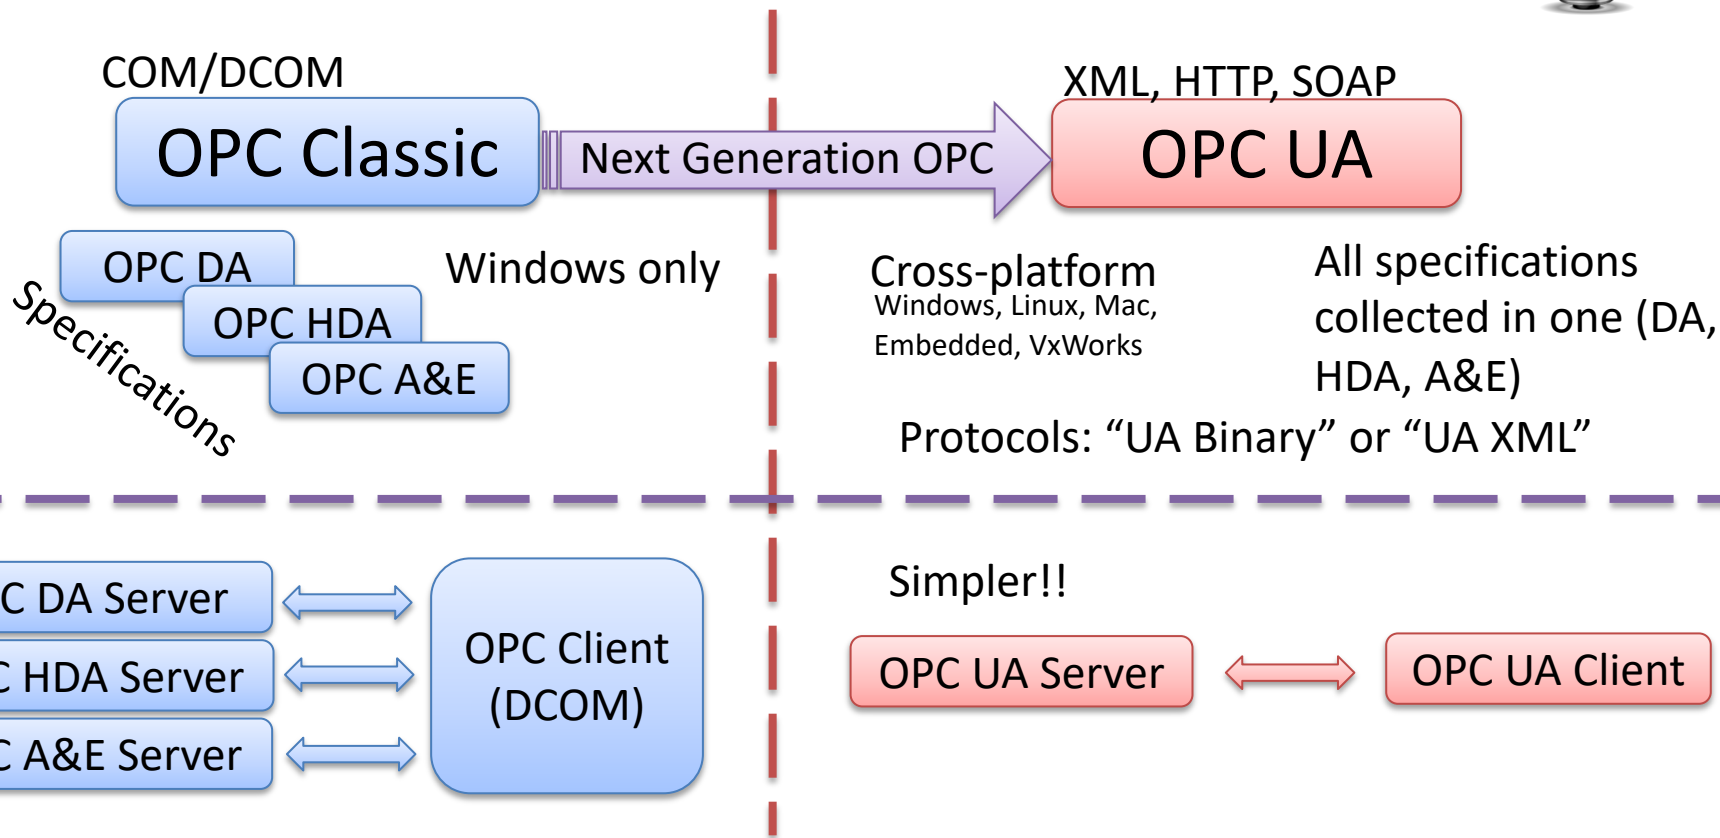 COM/DCOM
OPC Classic
Next Generation OPC
XML, HTTP, SOAP
OPC UA
OPC DA
OPC HDA
OPC A&E
Specifications
Windows only
Cross-platform
Windows, Linux, Mac,
Embedded, VxWorks
All specifications
collected in one (DA,
HDA, A&E)
Protocols: “UA Binary” or “UA XML”
C DA Server
C HDA Server
C A&E Server
OPC Client
(DCOM)
Simpler!!
OPC UA Server
OPC UA Client